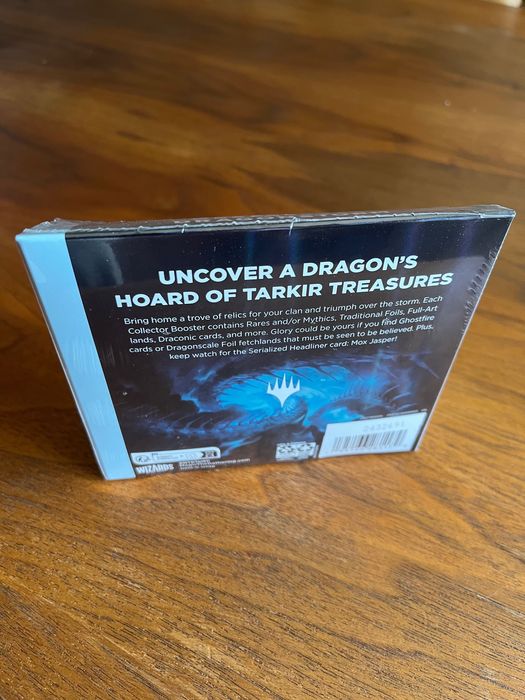 UNCOVER A DRAGON'S
HOARD OF TARKIR TREASURES
Bring home a trove of relics for your clan and triumph over the storm. Each
Collector Booster contains Rares and/or Mythics, Traditional Foils, Full-Art
lands, Draconic cards, and more. Glory could be yours if you find Ghostfire
cards or Dragonscale Foil fetchlands that must be seen to be believed. Plus,
keep watch for the Serialized Headliner card: Mox Jasper!
WIZARDS